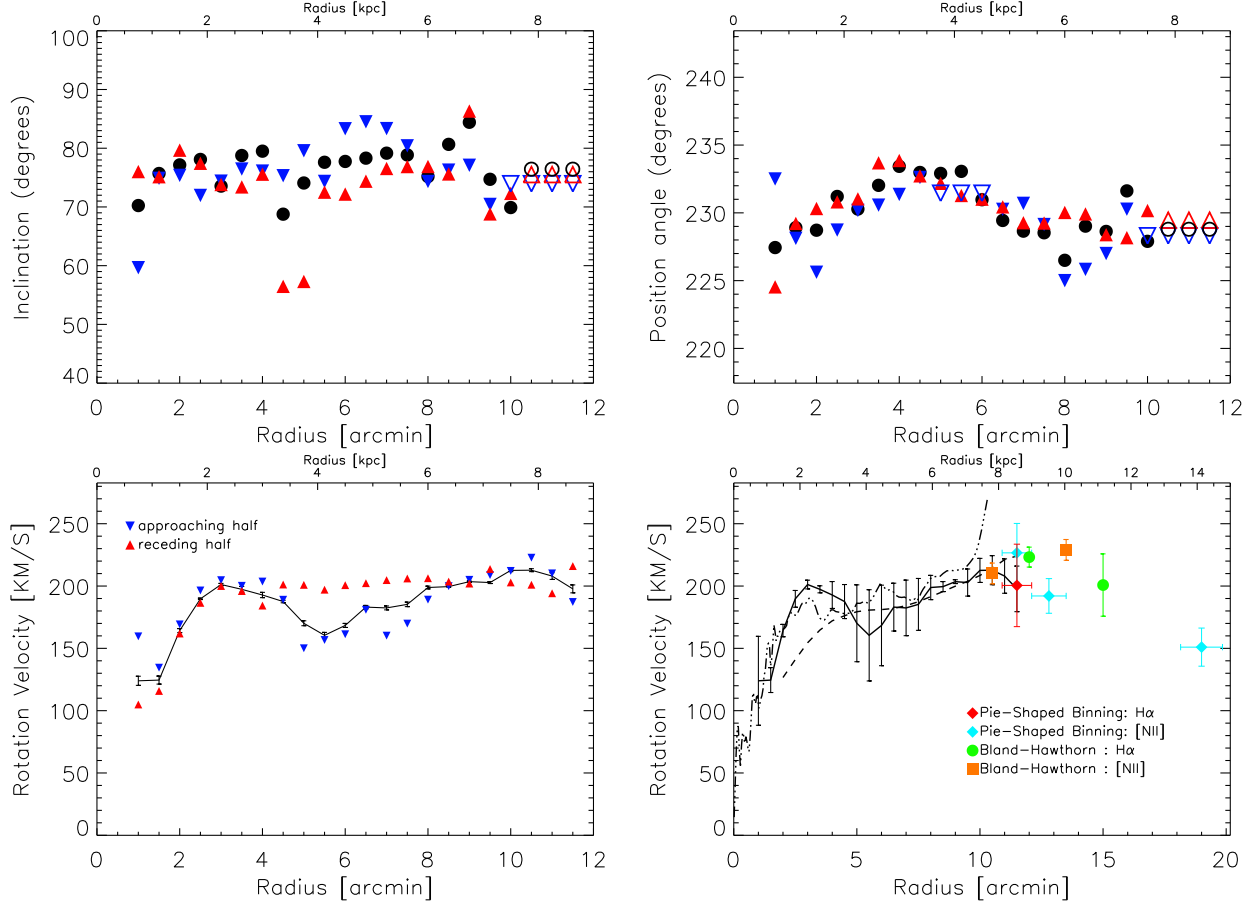 Radius [kpc]
0 2 4 6 8
100
90
80
70
60
50
40
Inclination (degrees)
0 2 4 6 8 10 12
Radius [arcmin]
Radius [kpc]
0 2 4 6 8
240
235
230
225
220
Position angle (degrees)
0 2 4 6 8 10 12
Radius [arcmin]
Radius [kpc]
0 2 4 6 8
250
200
150
100
50
0
Rotation Velocity [KM/S]
approaching half
receding half
0 2 4 6 8 10 12
Radius [arcmin]
Radius [kpc]
0 2 4 6 8 10 14
250
200
150
100
50
0
Rotation Velocity [KM/S]
Pie-Shaped Binning: Hα
Pie-Shaped Binning: [NII]
Bland-Hawthorn : Hα
Bland-Hawthorn : [NII]
0 5 10 15 20
Radius [arcmin]